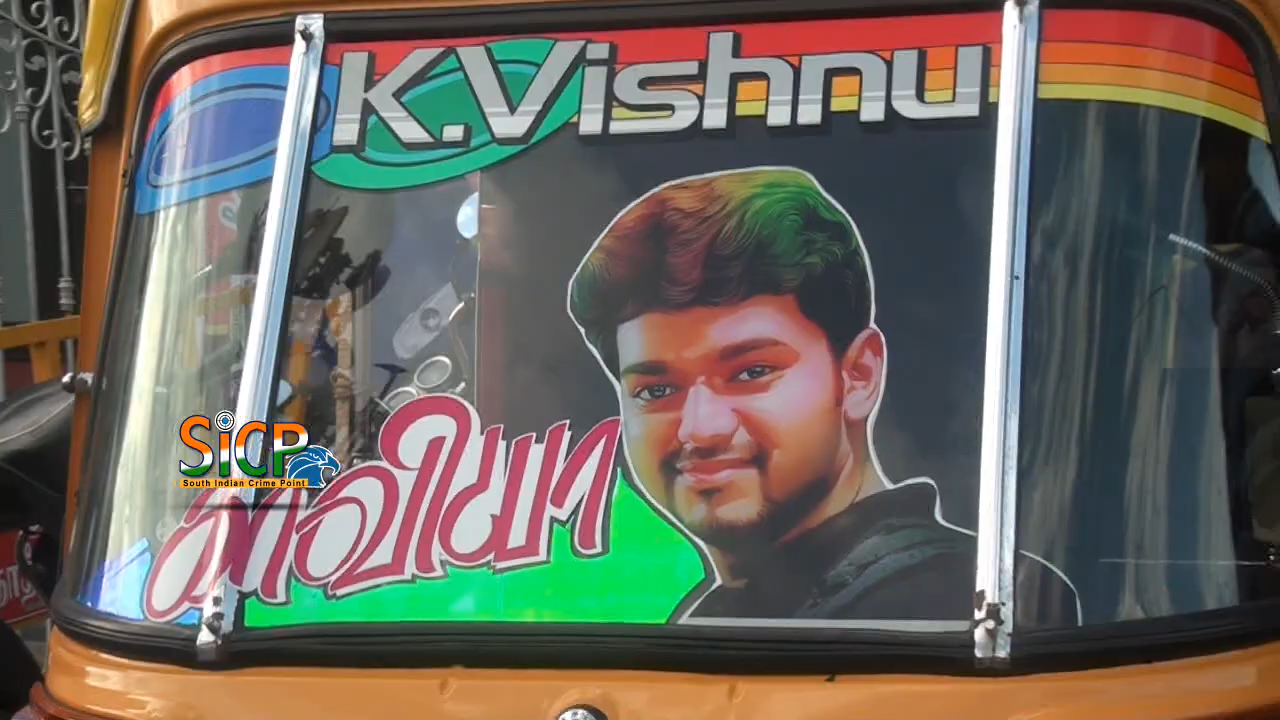 K.Vishnu
SiCP
South Indian Crime Point
காவியா